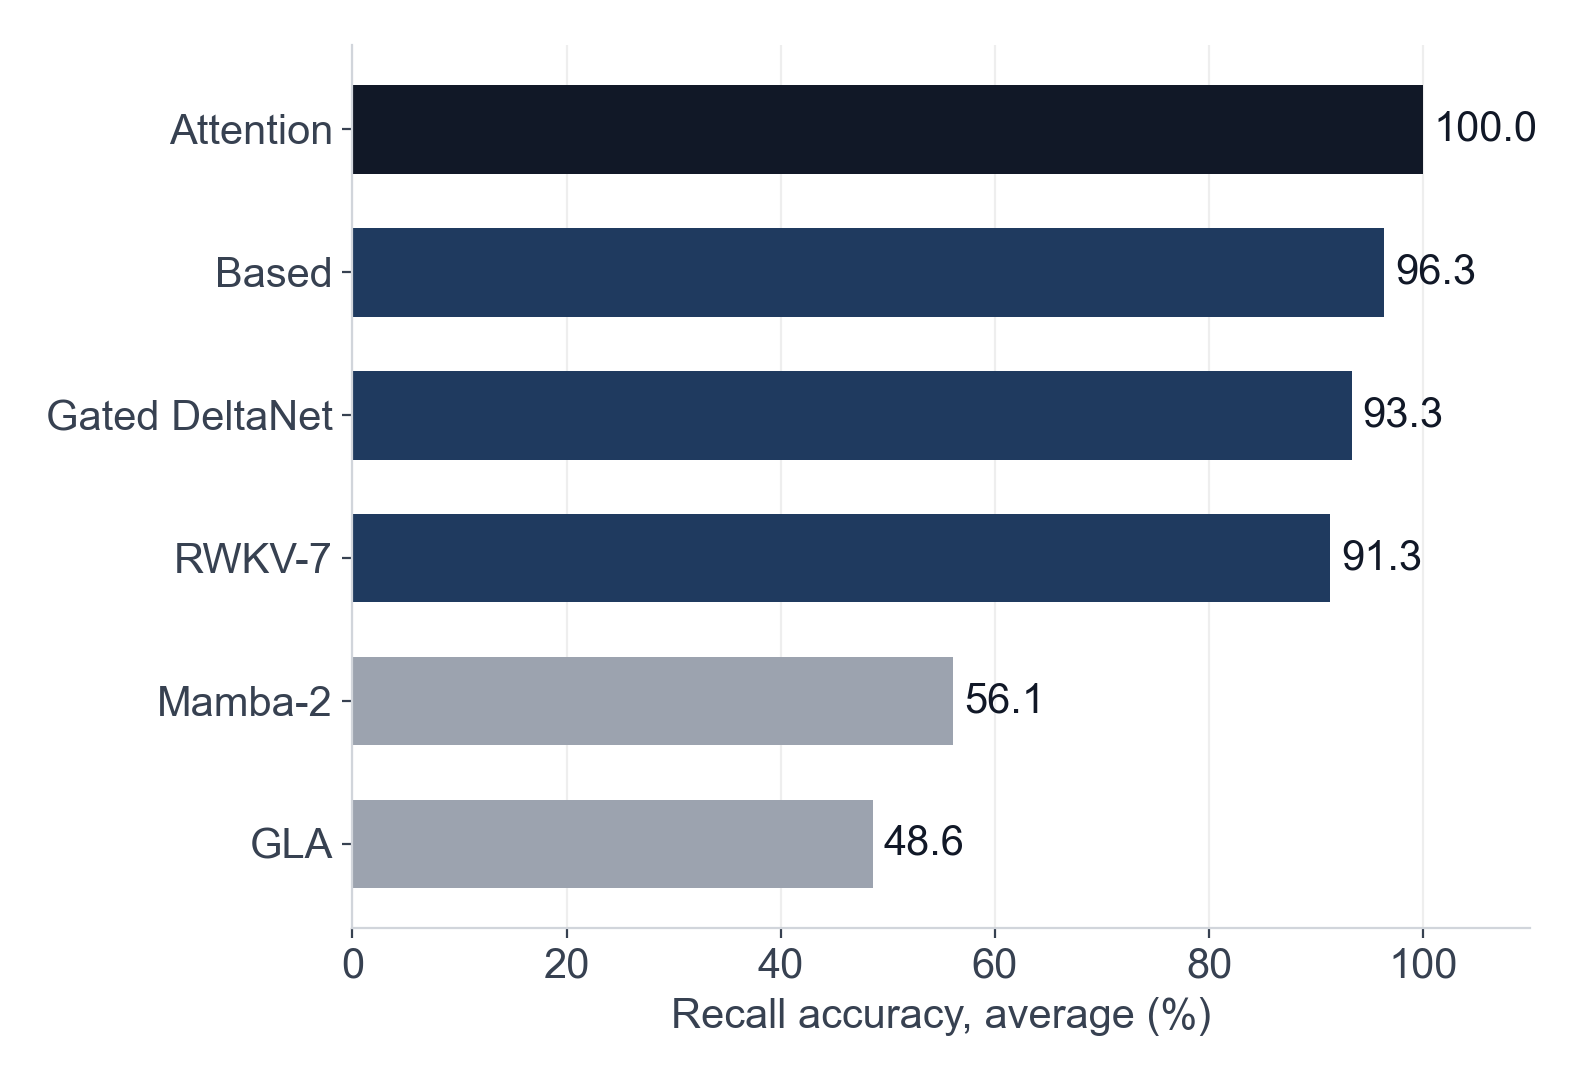 Attention 100.0
Based 96.3
Gated DeltaNet 93.3
RWKV-7 91.3
Mamba-2 56.1
GLA 48.6
0 20 40 60 80 100
Recall accuracy, average (%)